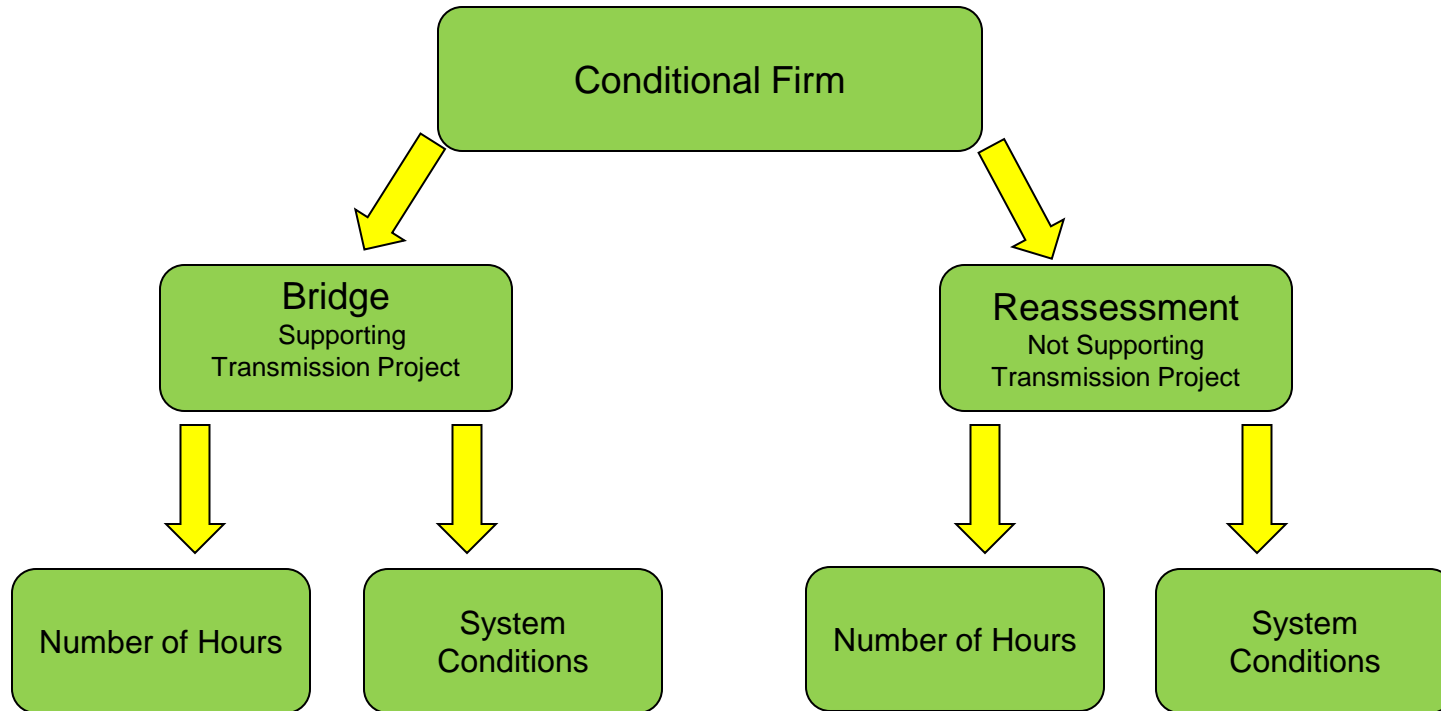 Conditional Firm
Bridge
Supporting
Transmission Project
Reassessment
Not Supporting
Transmission Project
Number of Hours
System
Conditions
Number of Hours
System
Conditions